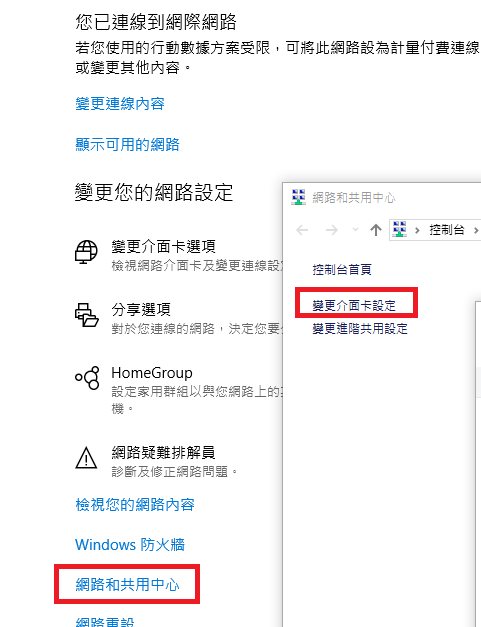 您已連線到網際網路
若您使用的行動數據方案受限，可將此網路設為計量付費連線
或變更其他內容。
變更連線內容
顯示可用的網路
變更您的網路設定
變更介面卡選項
檢視網路介面卡及變更連線設
分享選項
對於您連線的網路，決定您要
HomeGroup
設定家用群組以與您網路上的
機。
網路疑難排解員
診斷及修正網路問題。
檢視您的網路內容
Windows 防火牆
網路和共用中心
網路重設
網路和共用中心
控制台
控制台首頁
變更介面卡設定
變更進階共用設定